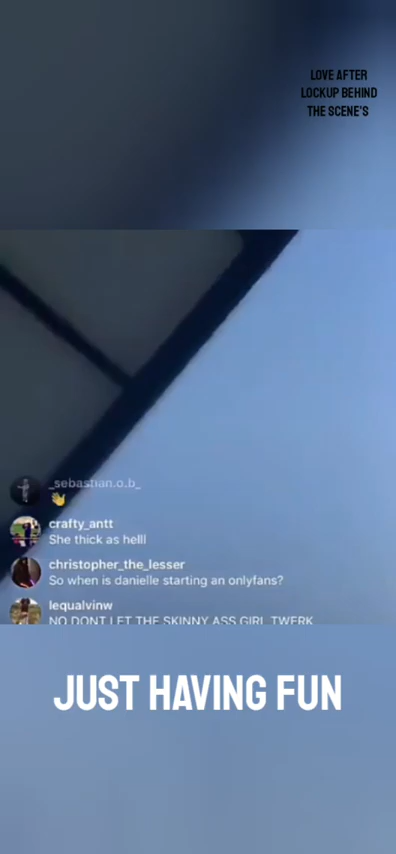 LOVE AFTER
LOCKUP BEHIND
THE SCENE'S
_sebastian.o.b_
👋
crafty_antt
She thick as helll
christopher_the_lesser
So when is danielle starting an onlyfans?
lequalvinw
NO DONT LET THE SKINNY ASS GIRL TWERK
JUST HAVING FUN